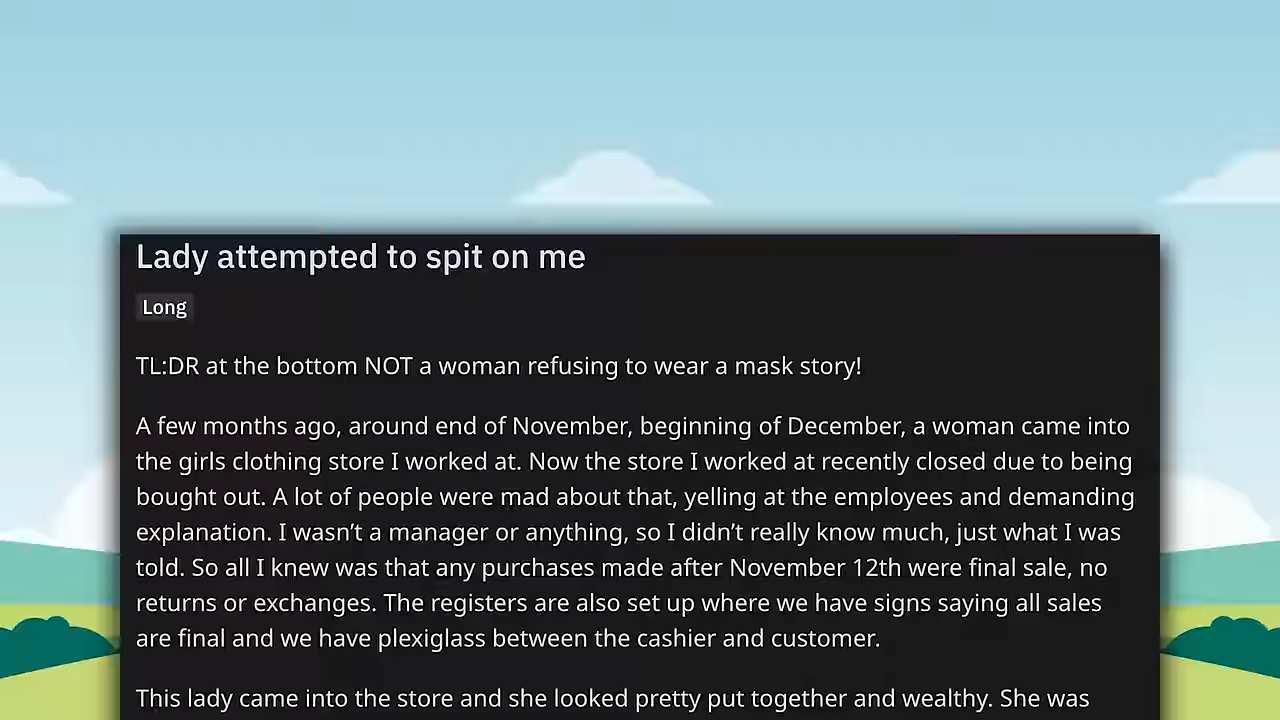 Lady attempted to spit on me
Long
TL:DR at the bottom NOT a woman refusing to wear a mask story!
A few months ago, around end of November, beginning of December, a woman came into
the girls clothing store I worked at. Now the store I worked at recently closed due to being
bought out. A lot of people were mad about that, yelling at the employees and demanding
explanation. I wasn’t a manager or anything, so I didn’t really know much, just what I was
told. So all I knew was that any purchases made after November 12th were final sale, no
returns or exchanges. The registers are also set up where we have signs saying all sales
are final and we have plexiglass between the cashier and customer.
This lady came into the store and she looked pretty put together and wealthy. She was